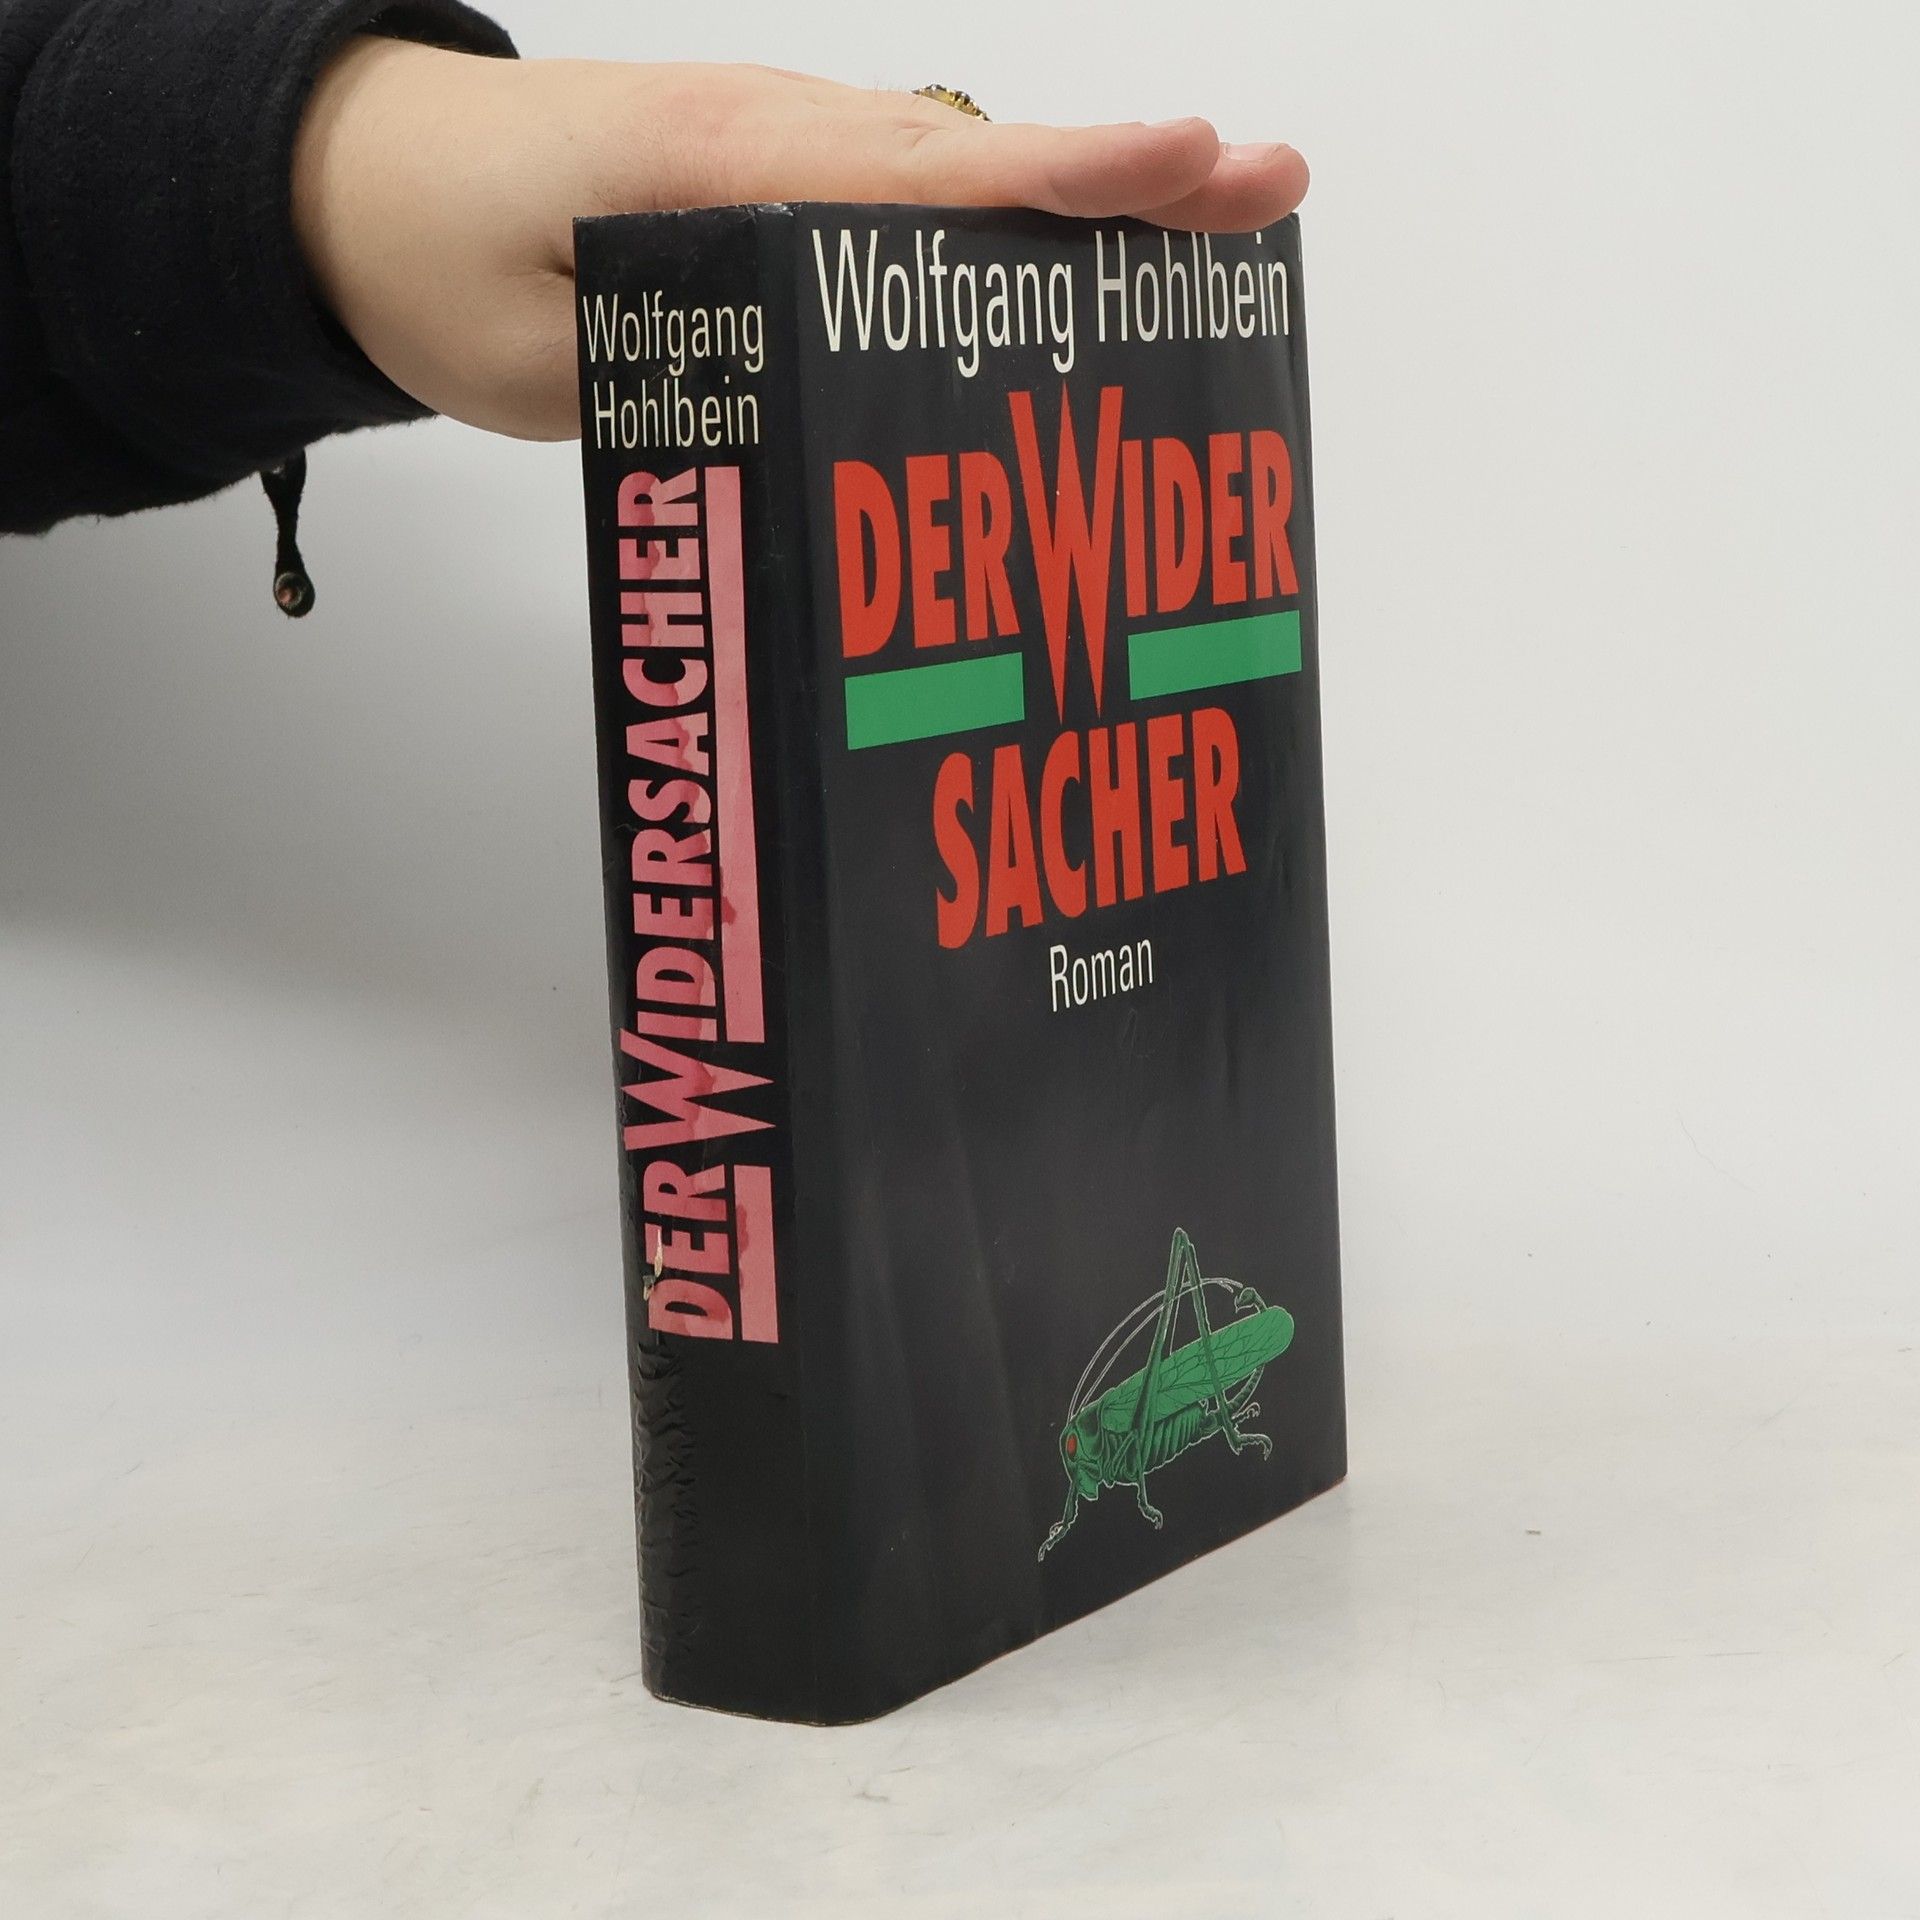 Wolfgang
Hohlbein
DER WIDERSACHER
Wolfgang Hohlbein
DER WIDER
SACHER
Roman